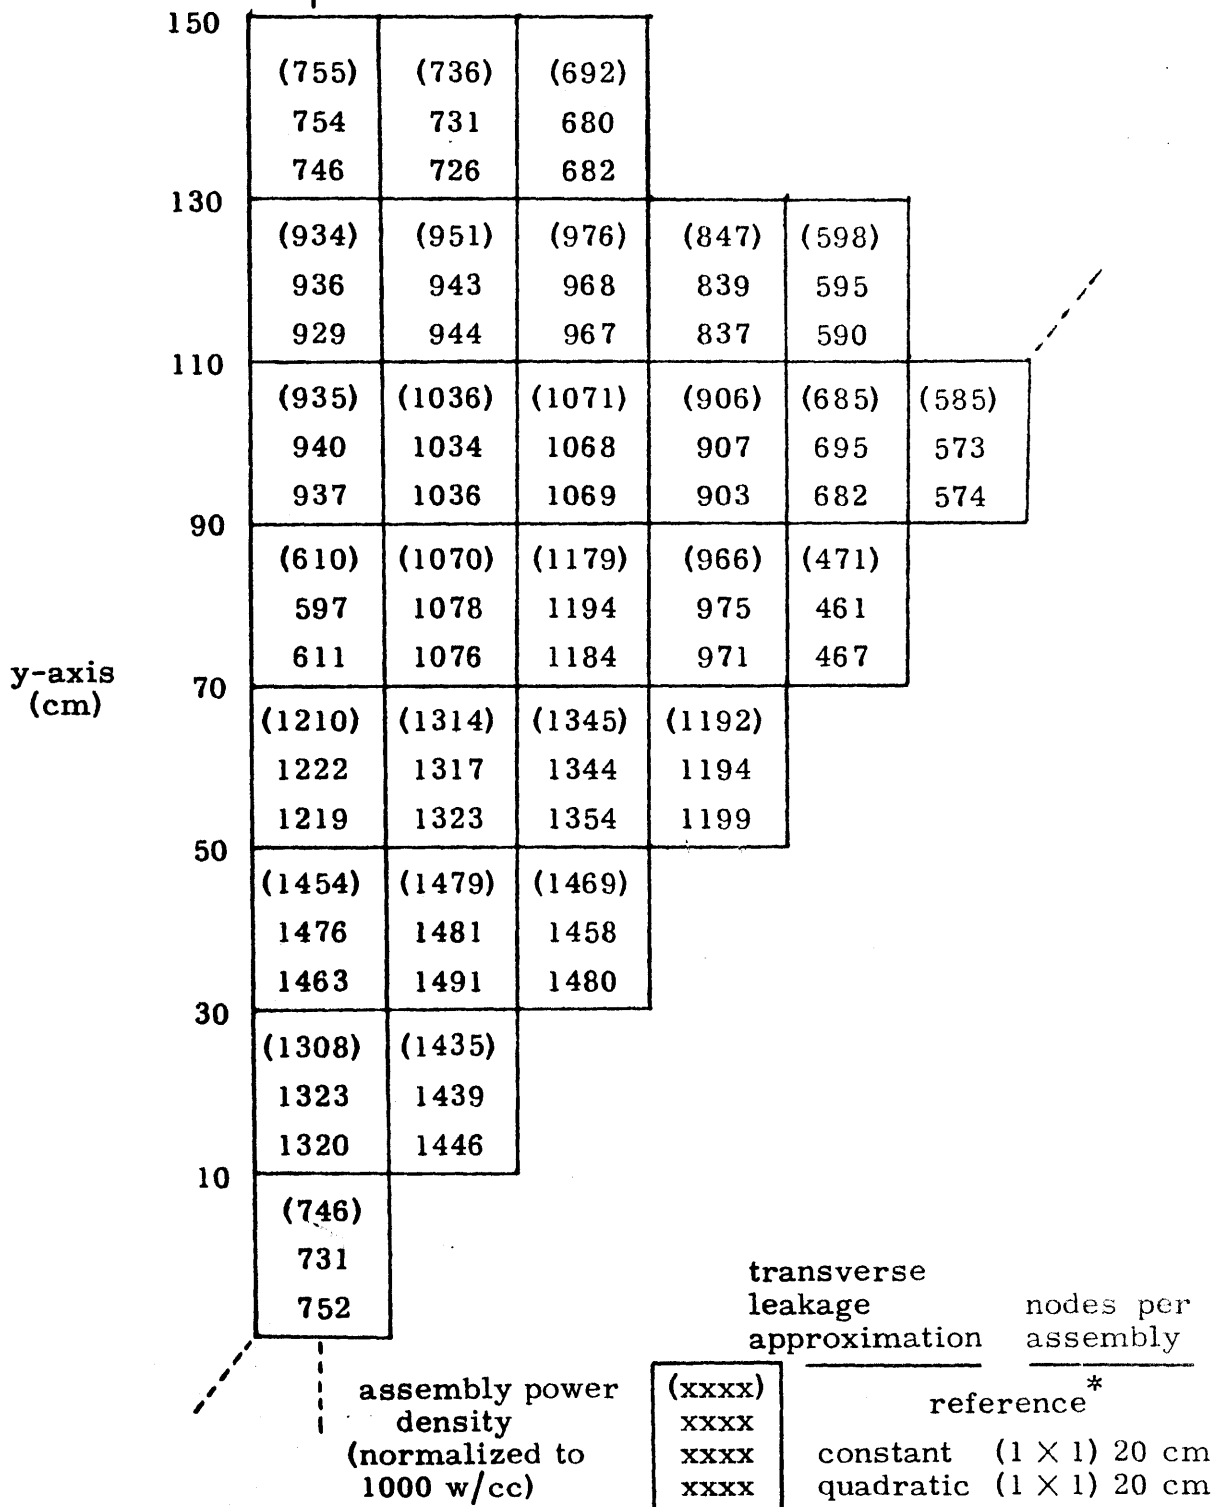 150
(755) (736) (692)
754 731 680
746 726 682
130
(934) (951) (976) (847) (598)
936 943 968 839 595
929 944 967 837 590
110
(935) (1036) (1071) (906) (685) (585)
940 1034 1068 907 695 573
937 1036 1069 903 682 574
90
(610) (1070) (1179) (966) (471)
597 1078 1194 975 461
611 1076 1184 971 467
y-axis
(cm)
70
(1210) (1314) (1345) (1192)
1222 1317 1344 1194
1219 1323 1354 1199
50
(1454) (1479) (1469)
1476 1481 1458
1463 1491 1480
30
(1308) (1435)
1323 1439
1320 1446
10
(746)
731
752
transverse
leakage nodes per
approximation assembly
assembly power (xxxx) reference*
density xxxx
(normalized to xxxx constant (1 X 1) 20 cm
1000 w/cc) xxxx quadratic (1 X 1) 20 cm